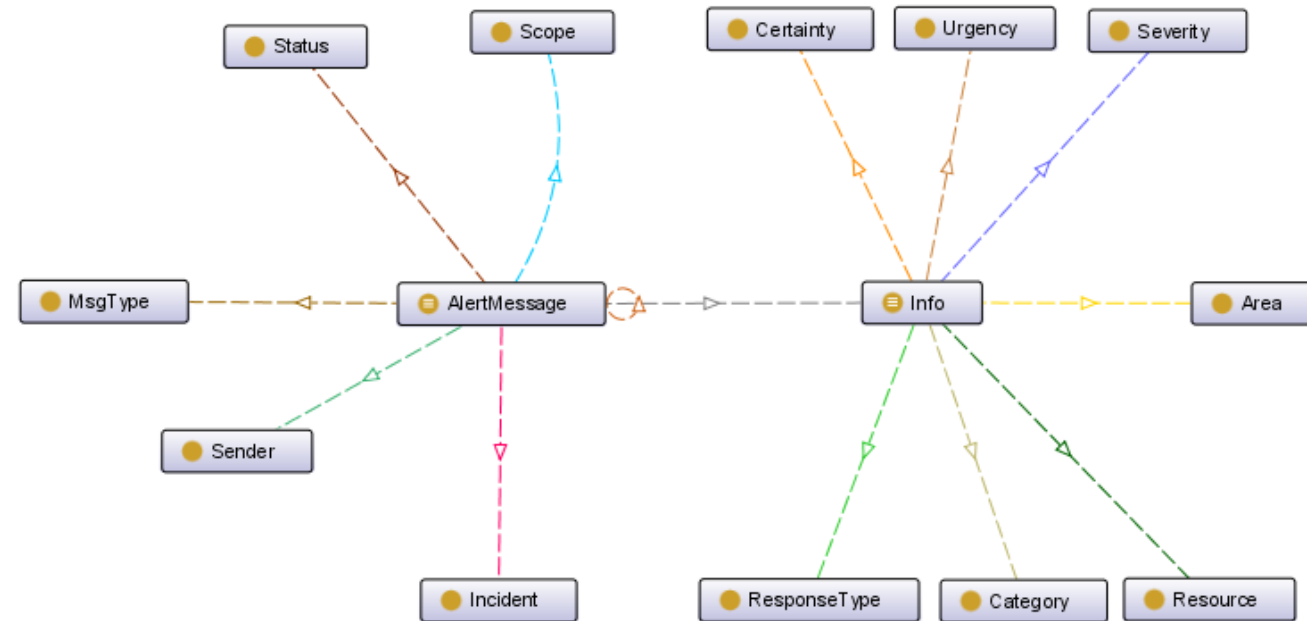 Status
Scope
Certainty
Urgency
Severity
MsgType
AlertMessage
Info
Area
Sender
Incident
ResponseType
Category
Resource